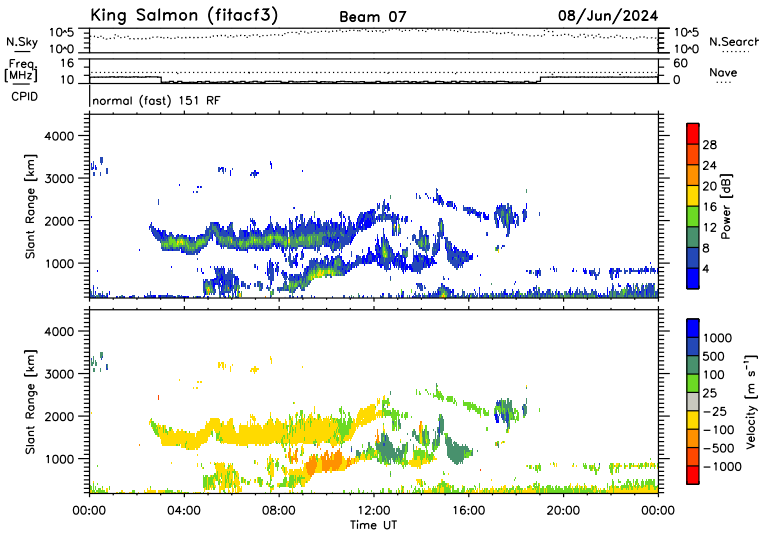 King Salmon (fitacf3) Beam 07 08/Jun/2024
N.Sky 10^5 10^0 10^5 10^0 N.Search
Freq. [MHz] 16 10 60 0 Nave
CPID normal (fast) 151 RF
Slant Range [km] 4000 3000 2000 1000
Power [dB] 28 24 20 16 12 8 4
Slant Range [km] 4000 3000 2000 1000
Velocity [m s⁻¹] 1000 500 100 25 −25 −100 −500 −1000
00:00 04:00 08:00 12:00 16:00 20:00 00:00
Time UT